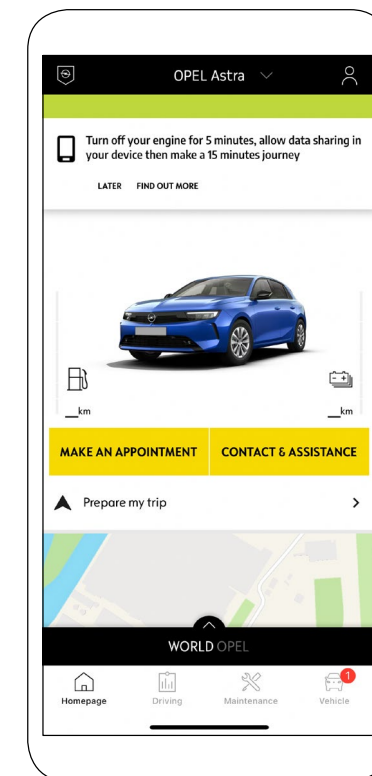 OPEL Astra
Turn off your engine for 5 minutes, allow data sharing in
your device then make a 15 minutes journey
LATER FIND OUT MORE
__km __km
MAKE AN APPOINTMENT CONTACT & ASSISTANCE
Prepare my trip
WORLD OPEL
1
Homepage Driving Maintenance Vehicle